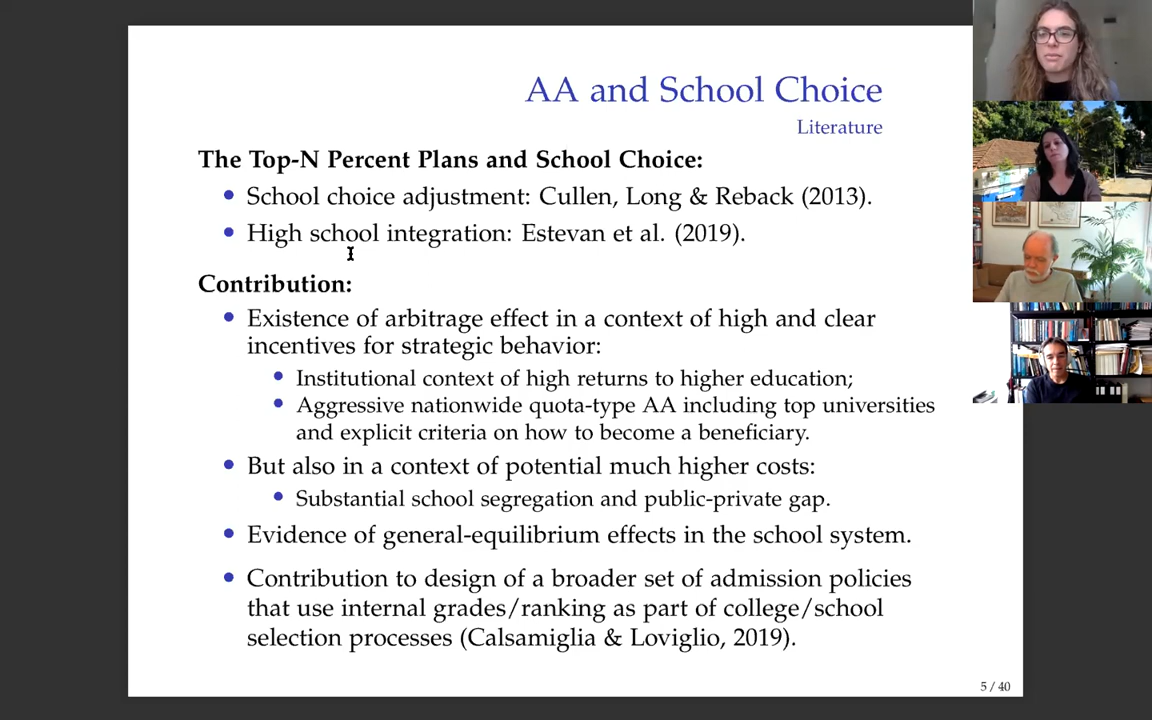 AA and School Choice
Literature
The Top-N Percent Plans and School Choice:
• School choice adjustment: Cullen, Long & Reback (2013).
• High school integration: Estevan et al. (2019).
Contribution:
• Existence of arbitrage effect in a context of high and clear
incentives for strategic behavior:
• Institutional context of high returns to higher education;
• Aggressive nationwide quota-type AA including top universities
and explicit criteria on how to become a beneficiary.
• But also in a context of potential much higher costs:
• Substantial school segregation and public-private gap.
• Evidence of general-equilibrium effects in the school system.
• Contribution to design of a broader set of admission policies
that use internal grades/ranking as part of college/school
selection processes (Calsamiglia & Loviglio, 2019).
5 / 40